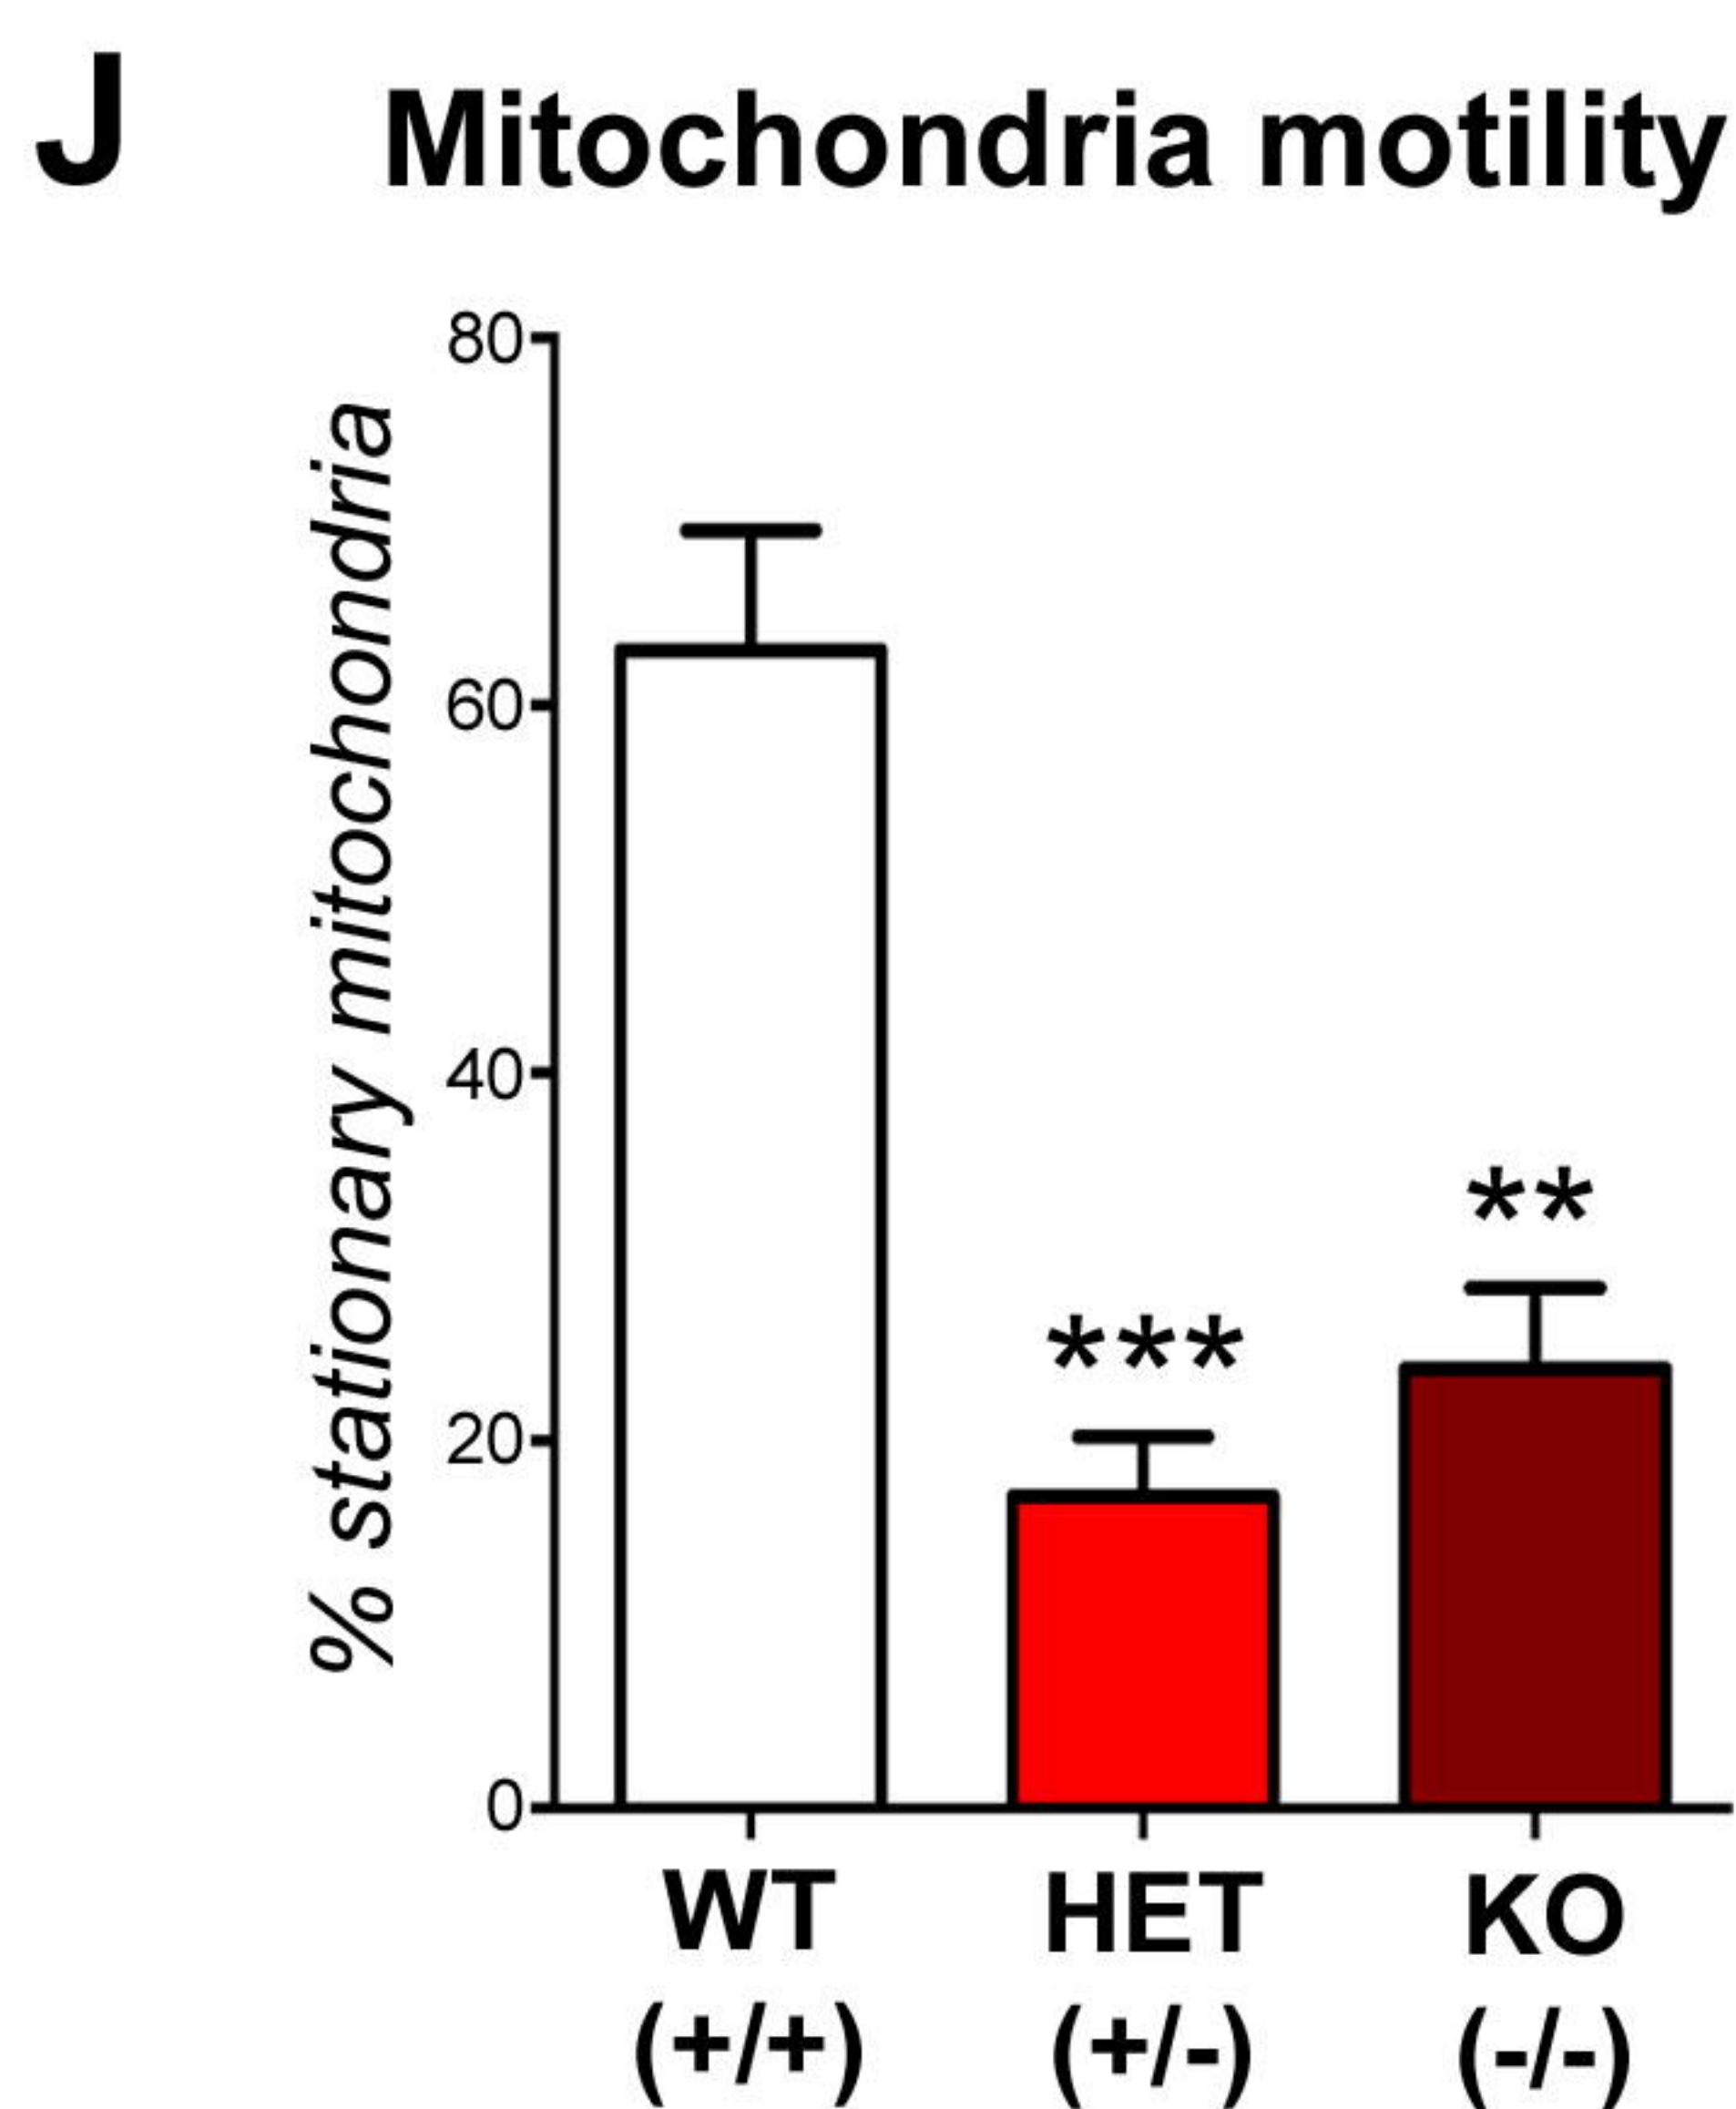 J
Mitochondria motility
% stationary mitochondria
80
60
40
20
0
***
**
WT
(+/+)
HET
(+/-)
KO
(-/-)